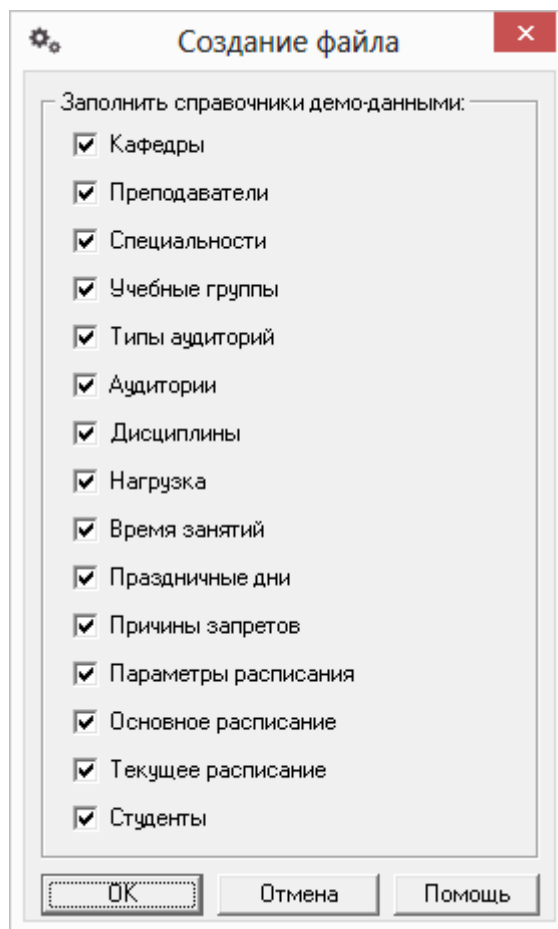 Создание файла
Заполнить справочники демо-данными:
Кафедры
Преподаватели
Специальности
Учебные группы
Типы аудиторий
Аудитории
Дисциплины
Нагрузка
Время занятий
Праздничные дни
Причины запретов
Параметры расписания
Основное расписание
Текущее расписание
Студенты
OK Отмена Помощь